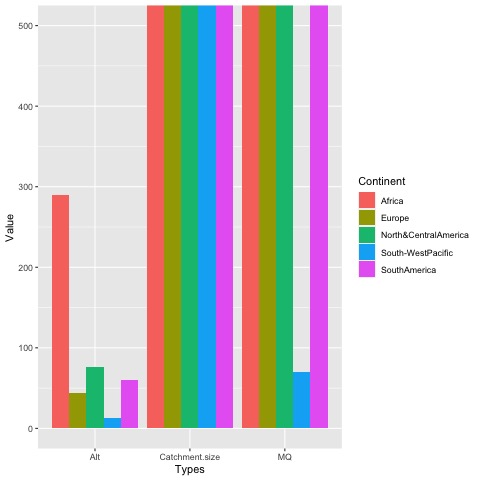 500
400
300
200
100
0
Value
Alt
Catchment.size
MQ
Types
Continent
Africa
Europe
North&CentralAmerica
South-WestPacific
SouthAmerica